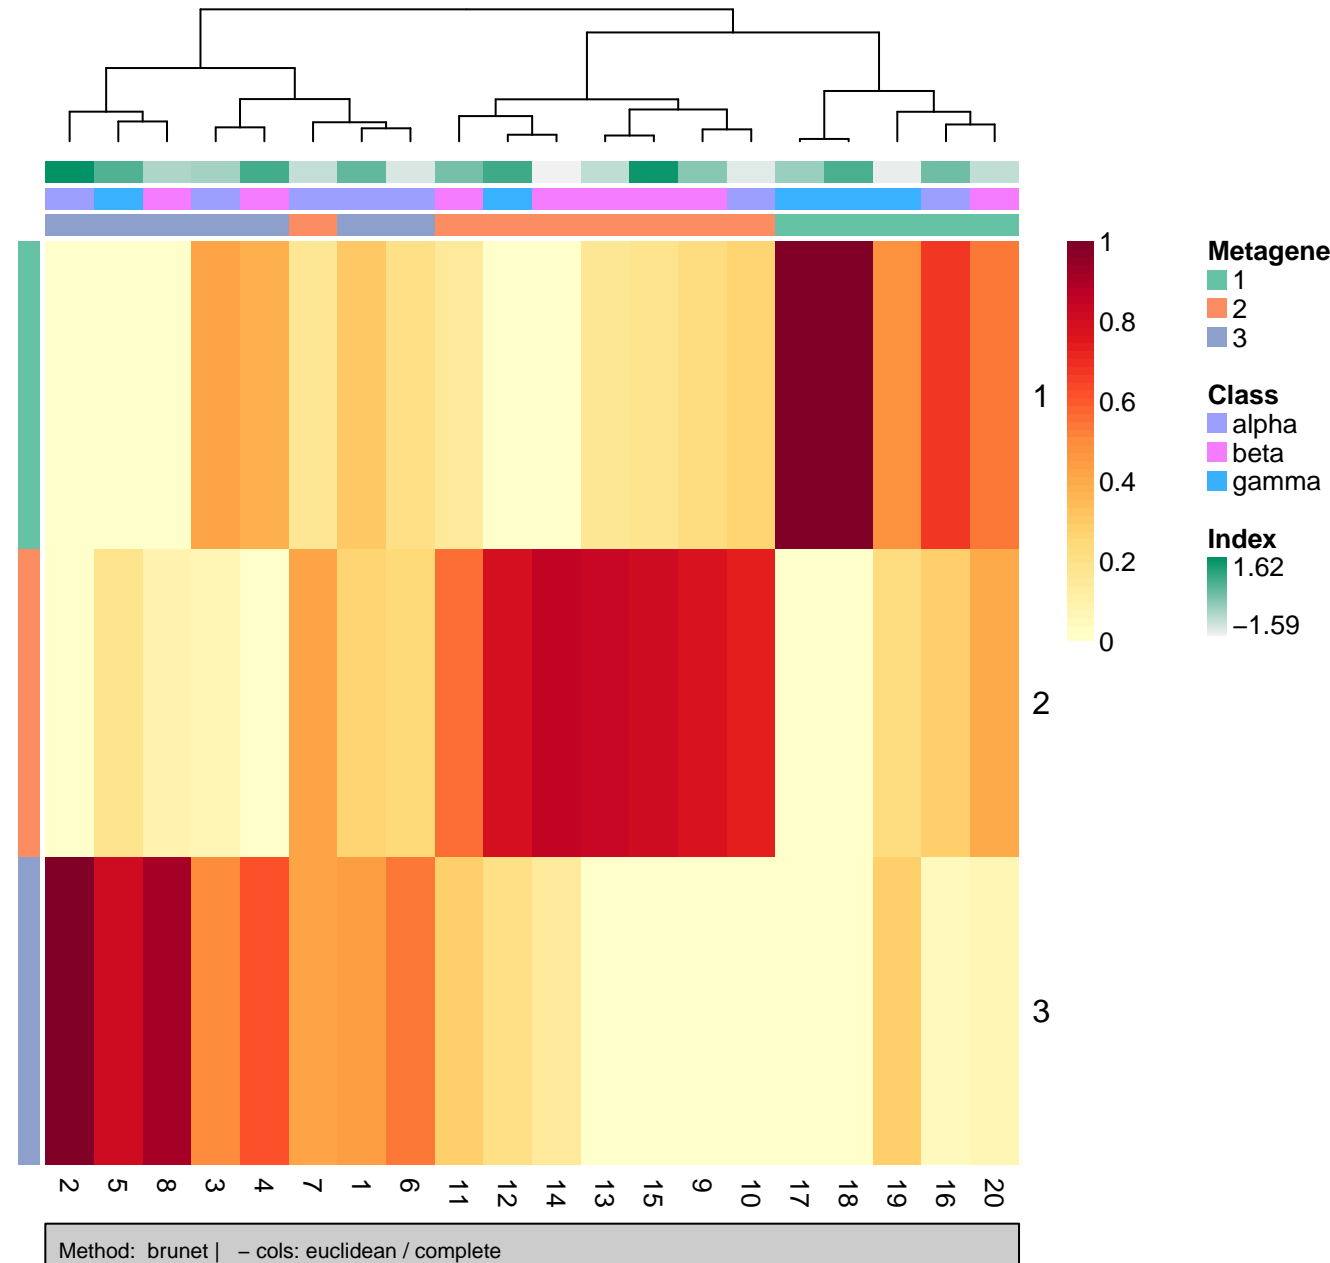 Metagene
1
2
3
Class
alpha
beta
gamma
Index
1.62
−1.59
1
0.8
0.6
0.4
0.2
0
1
2
3
2 5 8 3 4 7 1 6 11 12 14 13 15 9 10 17 18 19 16 20
Method: brunet | − cols: euclidean / complete